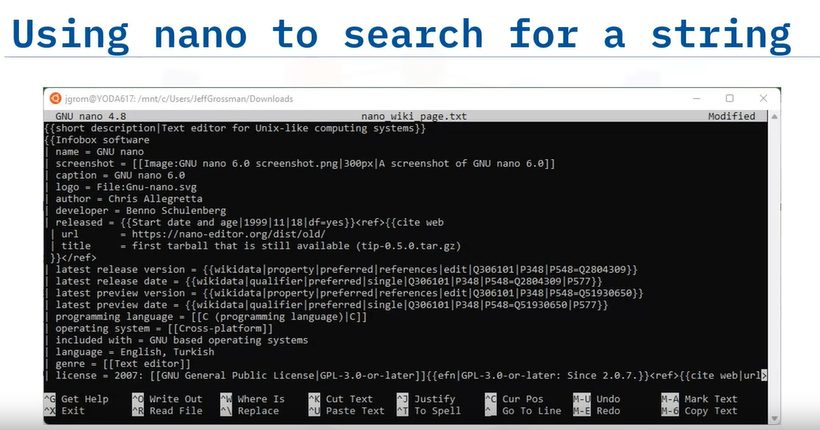 Using nano to search for a string
jgrom@YODA617: /mnt/c/Users/JeffGrossman/Downloads
GNU nano 4.8 nano_wiki_page.txt Modified
{{short description|Text editor for Unix-like computing systems}}
{{Infobox software
| name = GNU nano
| screenshot = [[Image:GNU nano 6.0 screenshot.png|300px|A screenshot of GNU nano 6.0]]
| caption = GNU nano 6.0
| logo = File:Gnu-nano.svg
| author = Chris Allegretta
| developer = Benno Schulenberg
| released = {{Start date and age|1999|11|18|df=yes}}<ref>{{cite web
| url = https://nano-editor.org/dist/old/
| title = first tarball that is still available (tip-0.5.0.tar.gz)
}}</ref>
| latest release version = {{wikidata|property|preferred|references|edit|Q306101|P348|P548=Q2804309}}
| latest release date = {{wikidata|qualifier|preferred|single|Q306101|P348|P548=Q2804309|P577}}
| latest preview version = {{wikidata|property|preferred|references|edit|Q306101|P348|P548=Q51930650}}
| latest preview date = {{wikidata|qualifier|preferred|single|Q306101|P348|P548=Q51930650|P577}}
| programming language = [[C (programming language)|C]]
| operating system = [[Cross-platform]]
| included with = GNU based operating systems
| language = English, Turkish
| genre = [[Text editor]]
| license = 2007: [[GNU General Public License|GPL-3.0-or-later]]{{efn|GPL-3.0-or-later: Since 2.0.7.}}<ref>{{cite web|url>
^G Get Help ^O Write Out ^W Where Is ^K Cut Text ^J Justify ^C Cur Pos M-U Undo M-A Mark Text
^X Exit ^R Read File ^\ Replace ^U Paste Text ^T To Spell ^_ Go To Line M-E Redo M-6 Copy Text